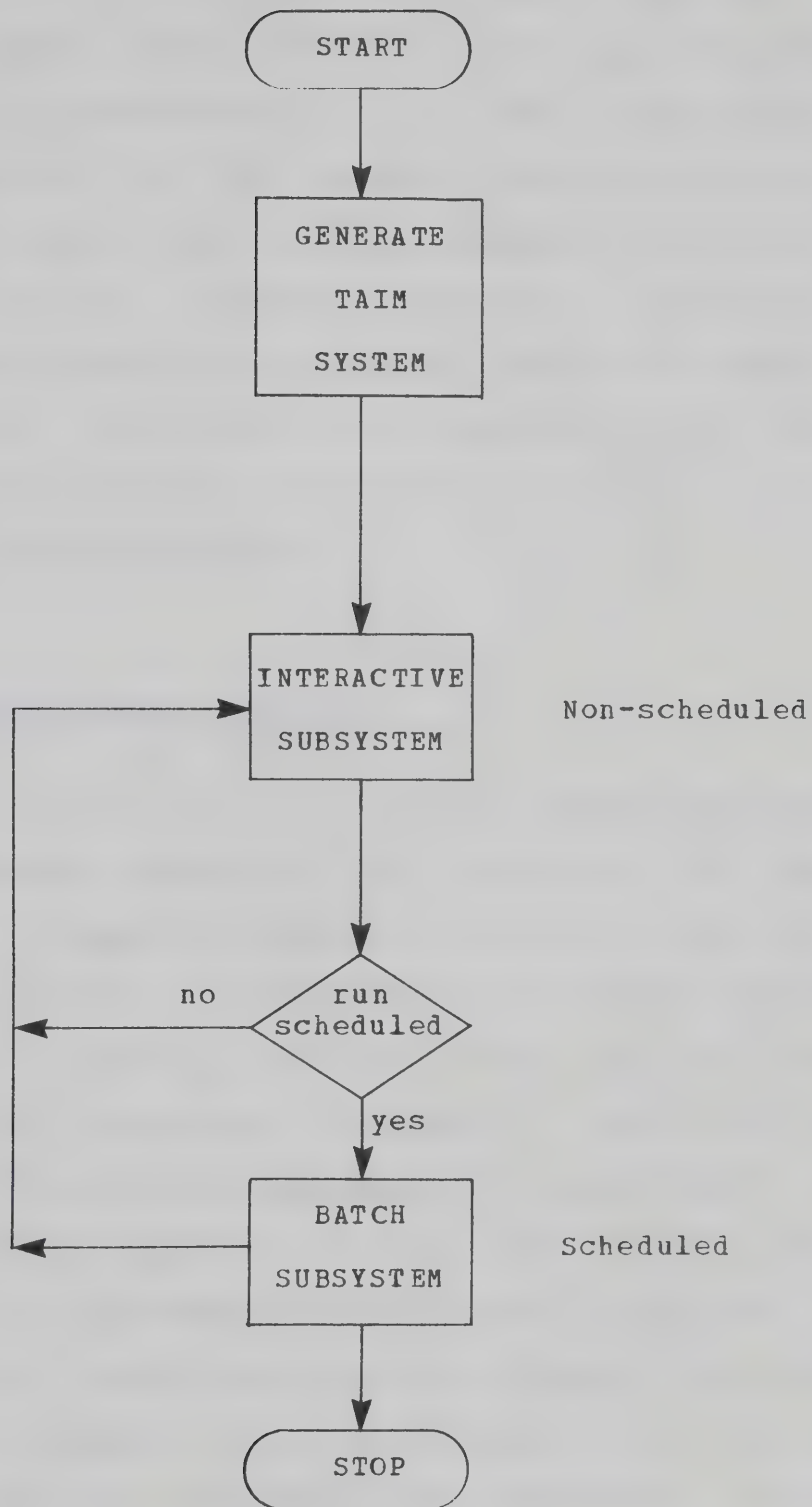 START
GENERATE
TAIM
SYSTEM
INTERACTIVE
SUBSYSTEM
Non-scheduled
no
run
scheduled
yes
BATCH
SUBSYSTEM
Scheduled
STOP